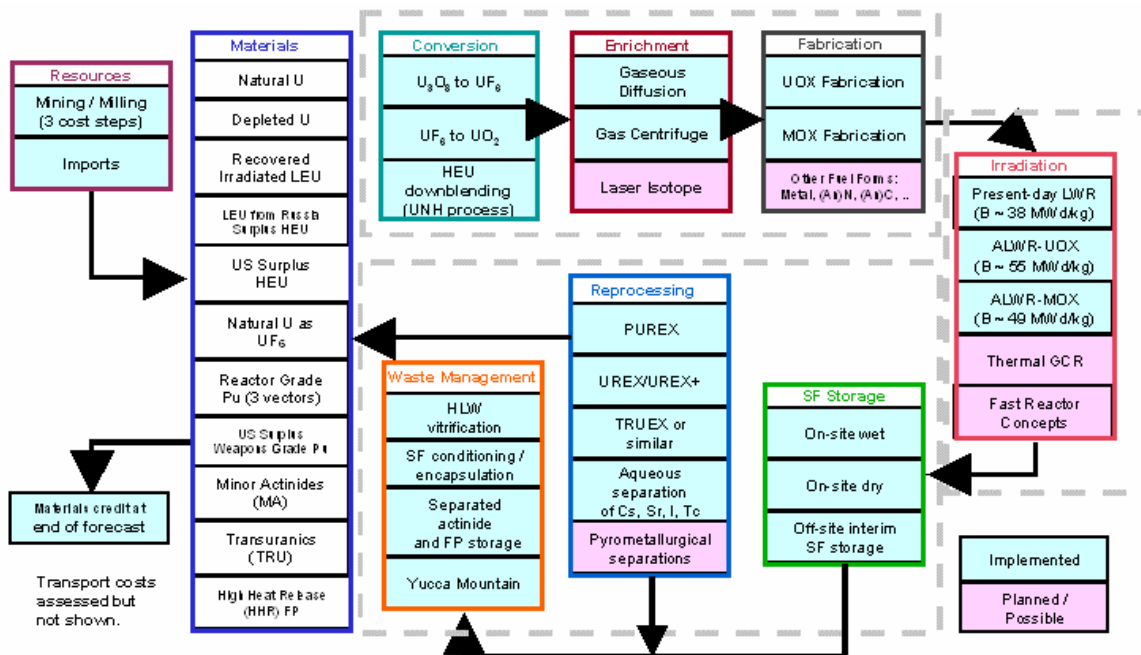 Resources
Mining / Milling
(3 cost steps)
Imports
Materials
Natural U
Depleted U
Recovered
Irradiated LEU
LEU from Russia
Surplus HEU
US Surplus
HEU
Natural U as
UF₆
Reactor Grade
Pu (3 vectors)
US Surplus
Weapons Grade Pu
Minor Actinides
(MA)
Transuranics
(TRU)
High Heat Release
(HHR) FP
Materials credit at
end of forecast
Transport costs
assessed but
not shown.
Conversion
U₃O₈ to UF₆
UF₆ to UO₂
HEU
downblending
(UNH process)
Enrichment
Gaseous
Diffusion
Gas Centrifuge
Laser Isotope
Fabrication
UOX Fabrication
MOX Fabrication
Other Fuel Forms:
Metal, (An)N, (An)C, ..
Irradiation
Present-day LWR
(B ~ 38 MWd/kg)
ALWR-UOX
(B ~ 55 MWd/kg)
ALWR-MOX
(B ~ 49 MWd/kg)
Thermal GCR
Fast Reactor
Concepts
SF Storage
On-site wet
On-site dry
Off-site interim
SF storage
Reprocessing
PUREX
UREX/UREX+
TRUEX or
similar
Aqueous
separation
of Cs, Sr, I, Tc
Pyrometallurgical
separations
Waste Management
HLW
vitrification
SF conditioning /
encapsulation
Separated
actinide
and FP storage
Yucca Mountain
Implemented
Planned /
Possible